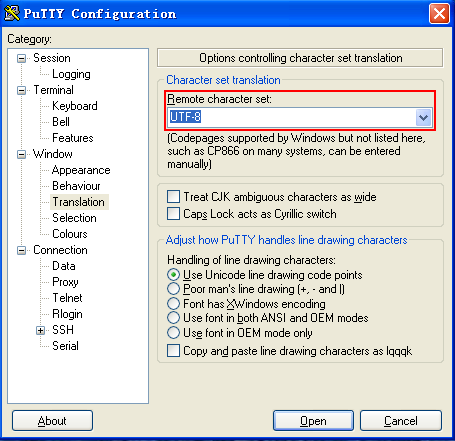 PuTTY Configuration
Category:
Session
Logging
Terminal
Keyboard
Bell
Features
Window
Appearance
Behaviour
Translation
Selection
Colours
Connection
Data
Proxy
Telnet
Rlogin
SSH
Serial
Options controlling character set translation
Character set translation
Remote character set:
UTF-8
(Codepages supported by Windows but not listed here,
such as CP866 on many systems, can be entered
manually)
Treat CJK ambiguous characters as wide
Caps Lock acts as Cyrillic switch
Adjust how PuTTY handles line drawing characters
Handling of line drawing characters:
Use Unicode line drawing code points
Poor man's line drawing (+, - and |)
Font has XWindows encoding
Use font in both ANSI and OEM modes
Use font in OEM mode only
Copy and paste line drawing characters as lqqqk
About
Open
Cancel